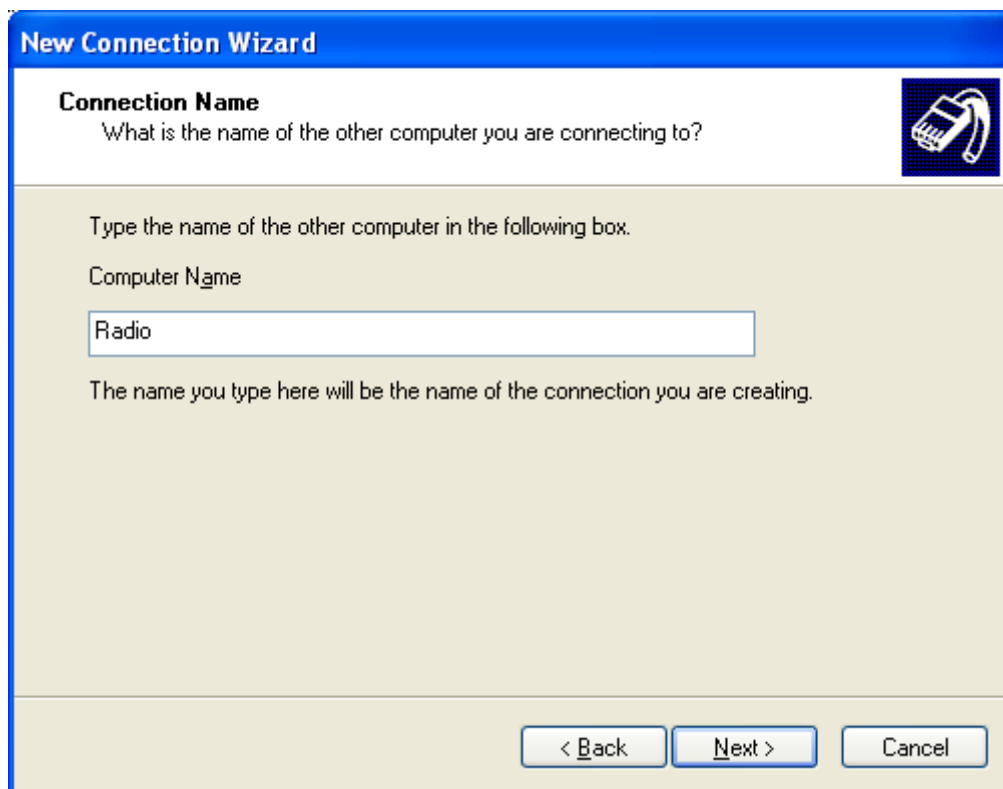 New Connection Wizard
Connection Name
What is the name of the other computer you are connecting to?
Type the name of the other computer in the following box.
Computer Name
Radio
The name you type here will be the name of the connection you are creating.
< Back
Next >
Cancel